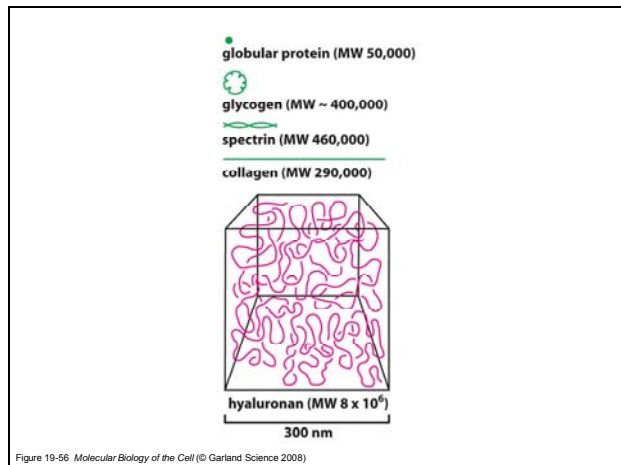 globular protein (MW 50,000)
glycogen (MW ~ 400,000)
spectrin (MW 460,000)
collagen (MW 290,000)
hyaluronan (MW 8 x 10⁶)
300 nm
Figure 19-56 Molecular Biology of the Cell (© Garland Science 2008)